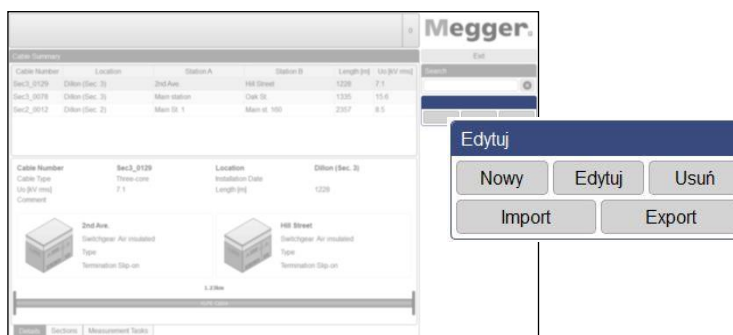 Megger.
Cable Summary
Exit
Cable Number Location Station A Station B Length [m] Uo [kV rms]
Search
Sec3_0129 Dillon (Sec. 3) 2nd Ave. Hill Street 1228 7.1
Sec3_0078 Dillon (Sec. 3) Main station Oak St. 1335 15.6
Sec2_0012 Dillon (Sec. 2) Main St. 1 Main st. 160 2357 8.5
Edytuj
Nowy Edytuj Usuń
Import Export
Cable Number Sec3_0129 Location Dillon (Sec. 3)
Cable Type Three-core Installation Date
Uo [kV rms] 7.1 Length [m] 1228
Comment
2nd Ave. Hill Street
Switchgear Air insulated Switchgear Air insulated
Type Type
Termination Slip-on Termination Slip-on
Details Sections Measurement Tasks